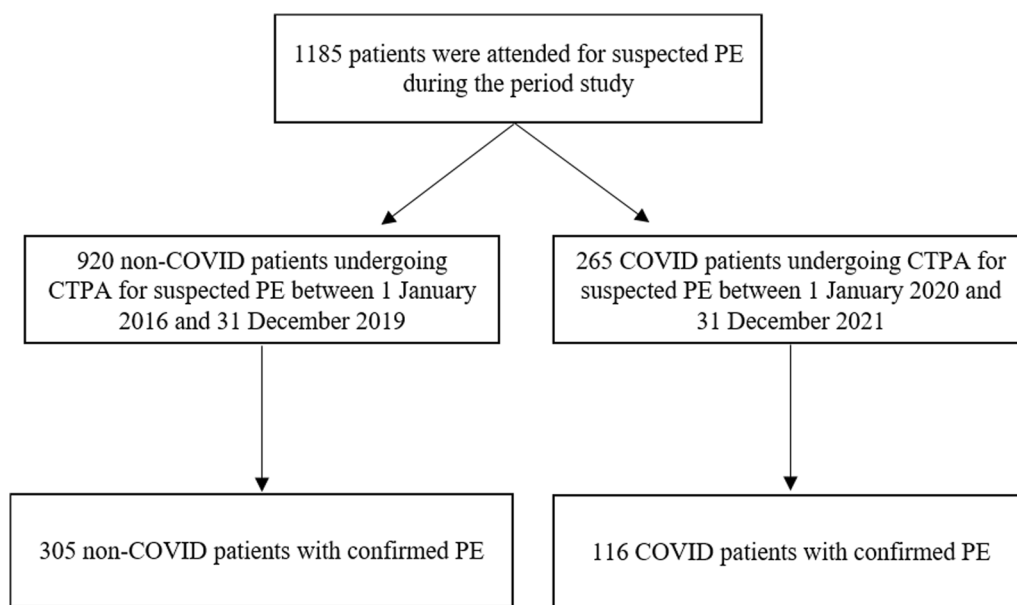 1185 patients were attended for suspected PE
during the period study
920 non-COVID patients undergoing
CTPA for suspected PE between 1 January
2016 and 31 December 2019
265 COVID patients undergoing CTPA for
suspected PE between 1 January 2020 and
31 December 2021
305 non-COVID patients with confirmed PE
116 COVID patients with confirmed PE